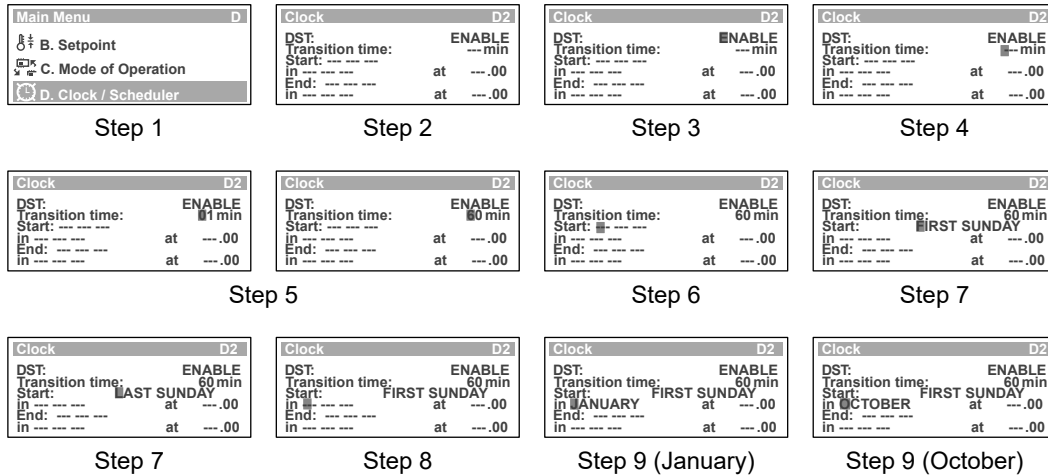 Main Menu D
B. Setpoint
C. Mode of Operation
D. Clock / Scheduler
Step 1
Clock D2
DST: ENABLE
Transition time: --- min
Start: --- --- ---
in --- --- --- at --- .00
End: --- --- ---
in --- --- --- at --- .00
Step 2
Clock D2
DST: ENABLE
Transition time: --- min
Start: --- --- ---
in --- --- --- at --- .00
End: --- --- ---
in --- --- --- at --- .00
Step 3
Clock D2
DST: ENABLE
Transition time: --- min
Start: --- --- ---
in --- --- --- at --- .00
End: --- --- ---
in --- --- --- at --- .00
Step 4
Clock D2
DST: ENABLE
Transition time: 01 min
Start: --- --- ---
in --- --- --- at --- .00
End: --- --- ---
in --- --- --- at --- .00
Clock D2
DST: ENABLE
Transition time: 60 min
Start: --- --- ---
in --- --- --- at --- .00
End: --- --- ---
in --- --- --- at --- .00
Step 5
Clock D2
DST: ENABLE
Transition time: 60 min
Start: --- --- ---
in --- --- --- at --- .00
End: --- --- ---
in --- --- --- at --- .00
Step 6
Clock D2
DST: ENABLE
Transition time: 60 min
Start: FIRST SUNDAY
in --- --- --- at --- .00
End: --- --- ---
in --- --- --- at --- .00
Step 7
Clock D2
DST: ENABLE
Transition time: 60 min
Start: LAST SUNDAY
in --- --- --- at --- .00
End: --- --- ---
in --- --- --- at --- .00
Step 7
Clock D2
DST: ENABLE
Transition time: 60 min
Start: FIRST SUNDAY
in --- --- --- at --- .00
End: --- --- ---
in --- --- --- at --- .00
Step 8
Clock D2
DST: ENABLE
Transition time: 60 min
Start: FIRST SUNDAY
in JANUARY at --- .00
End: --- --- ---
in --- --- --- at --- .00
Step 9 (January)
Clock D2
DST: ENABLE
Transition time: 60 min
Start: FIRST SUNDAY
in OCTOBER at --- .00
End: --- --- ---
in --- --- --- at --- .00
Step 9 (October)